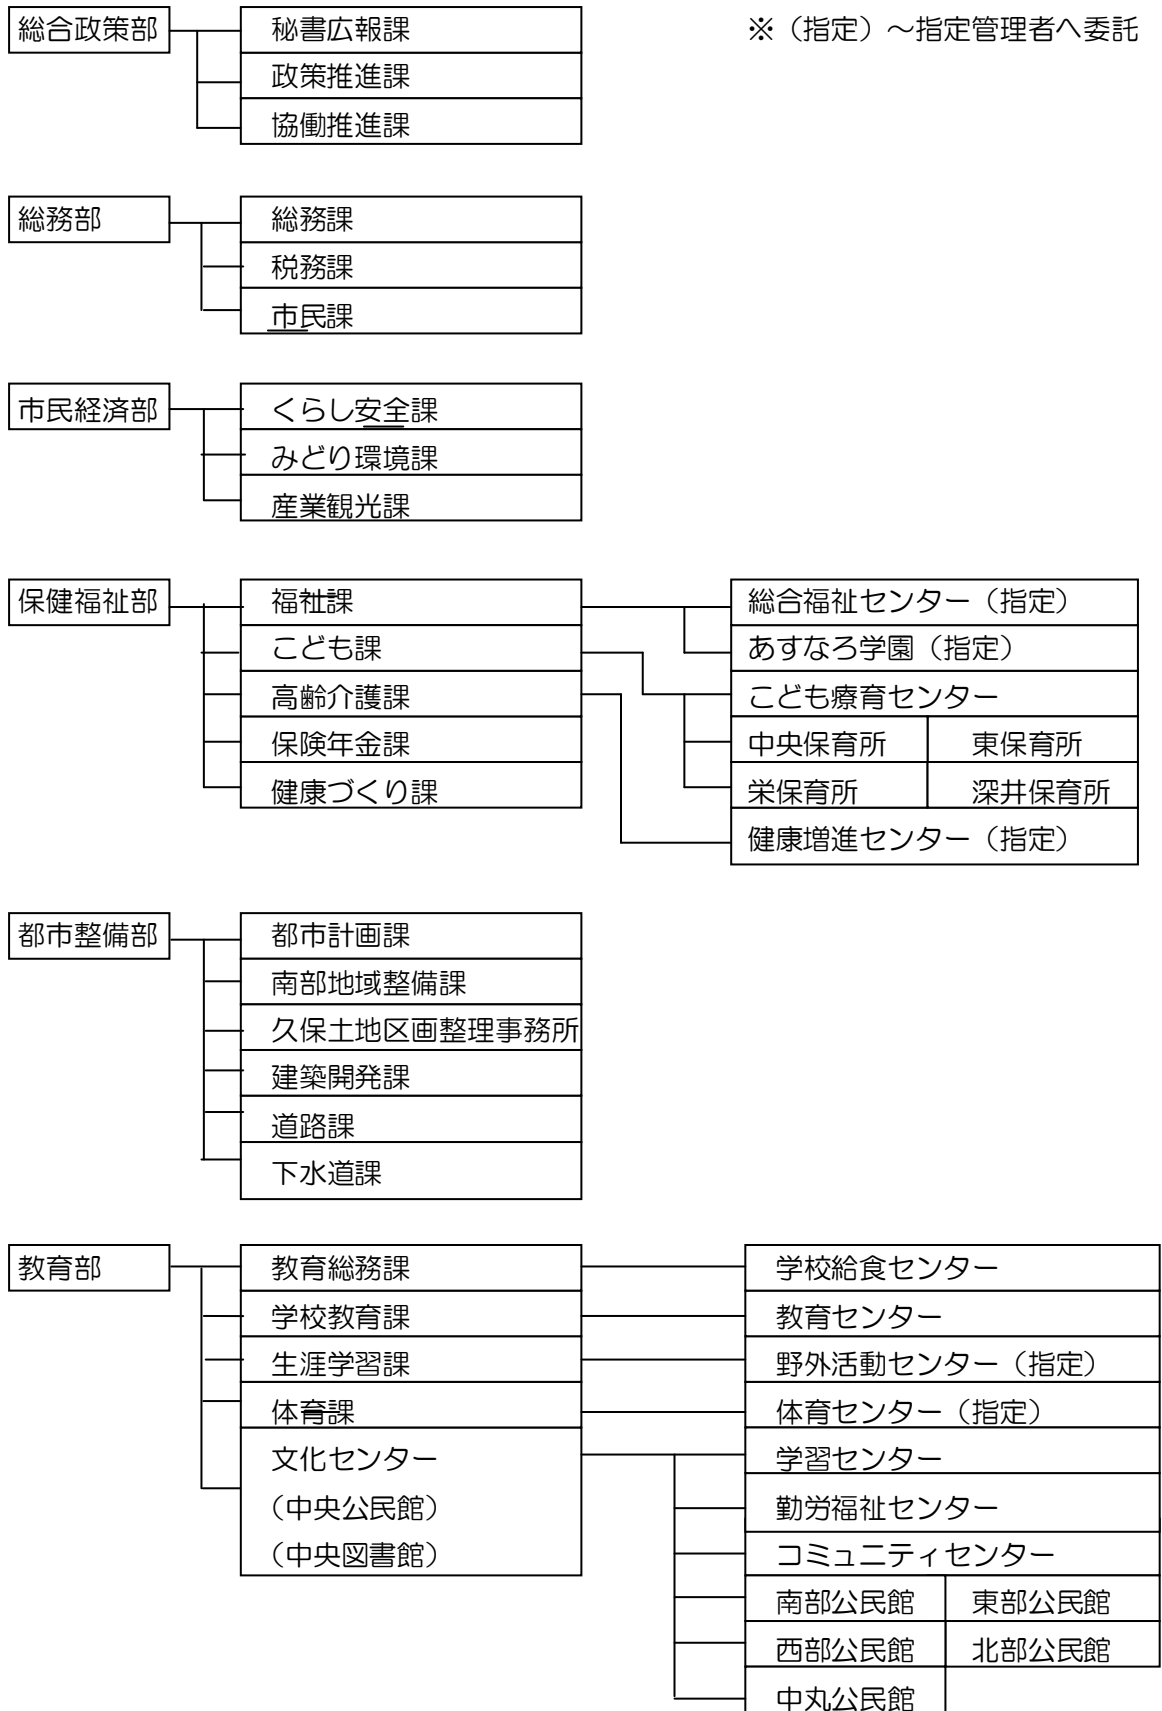 総合政策部 秘書広報課 ※（指定）～指定管理者へ委託
政策推進課
協働推進課
総務部 総務課
税務課
市民課
市民経済部 くらし安全課
みどり環境課
産業観光課
保健福祉部 福祉課 総合福祉センター（指定）
こども課 あすなろ学園（指定）
高齢介護課 こども療育センター
保険年金課 中央保育所 東保育所
健康づくり課 栄保育所 深井保育所
健康増進センター（指定）
都市整備部 都市計画課
南部地域整備課
久保土地区画整理事務所
建築開発課
道路課
下水道課
教育部 教育総務課 学校給食センター
学校教育課 教育センター
生涯学習課 野外活動センター（指定）
体育課 体育センター（指定）
文化センター 学習センター
（中央公民館） 勤労福祉センター
（中央図書館） コミュニティセンター
南部公民館 東部公民館
西部公民館 北部公民館
中丸公民館